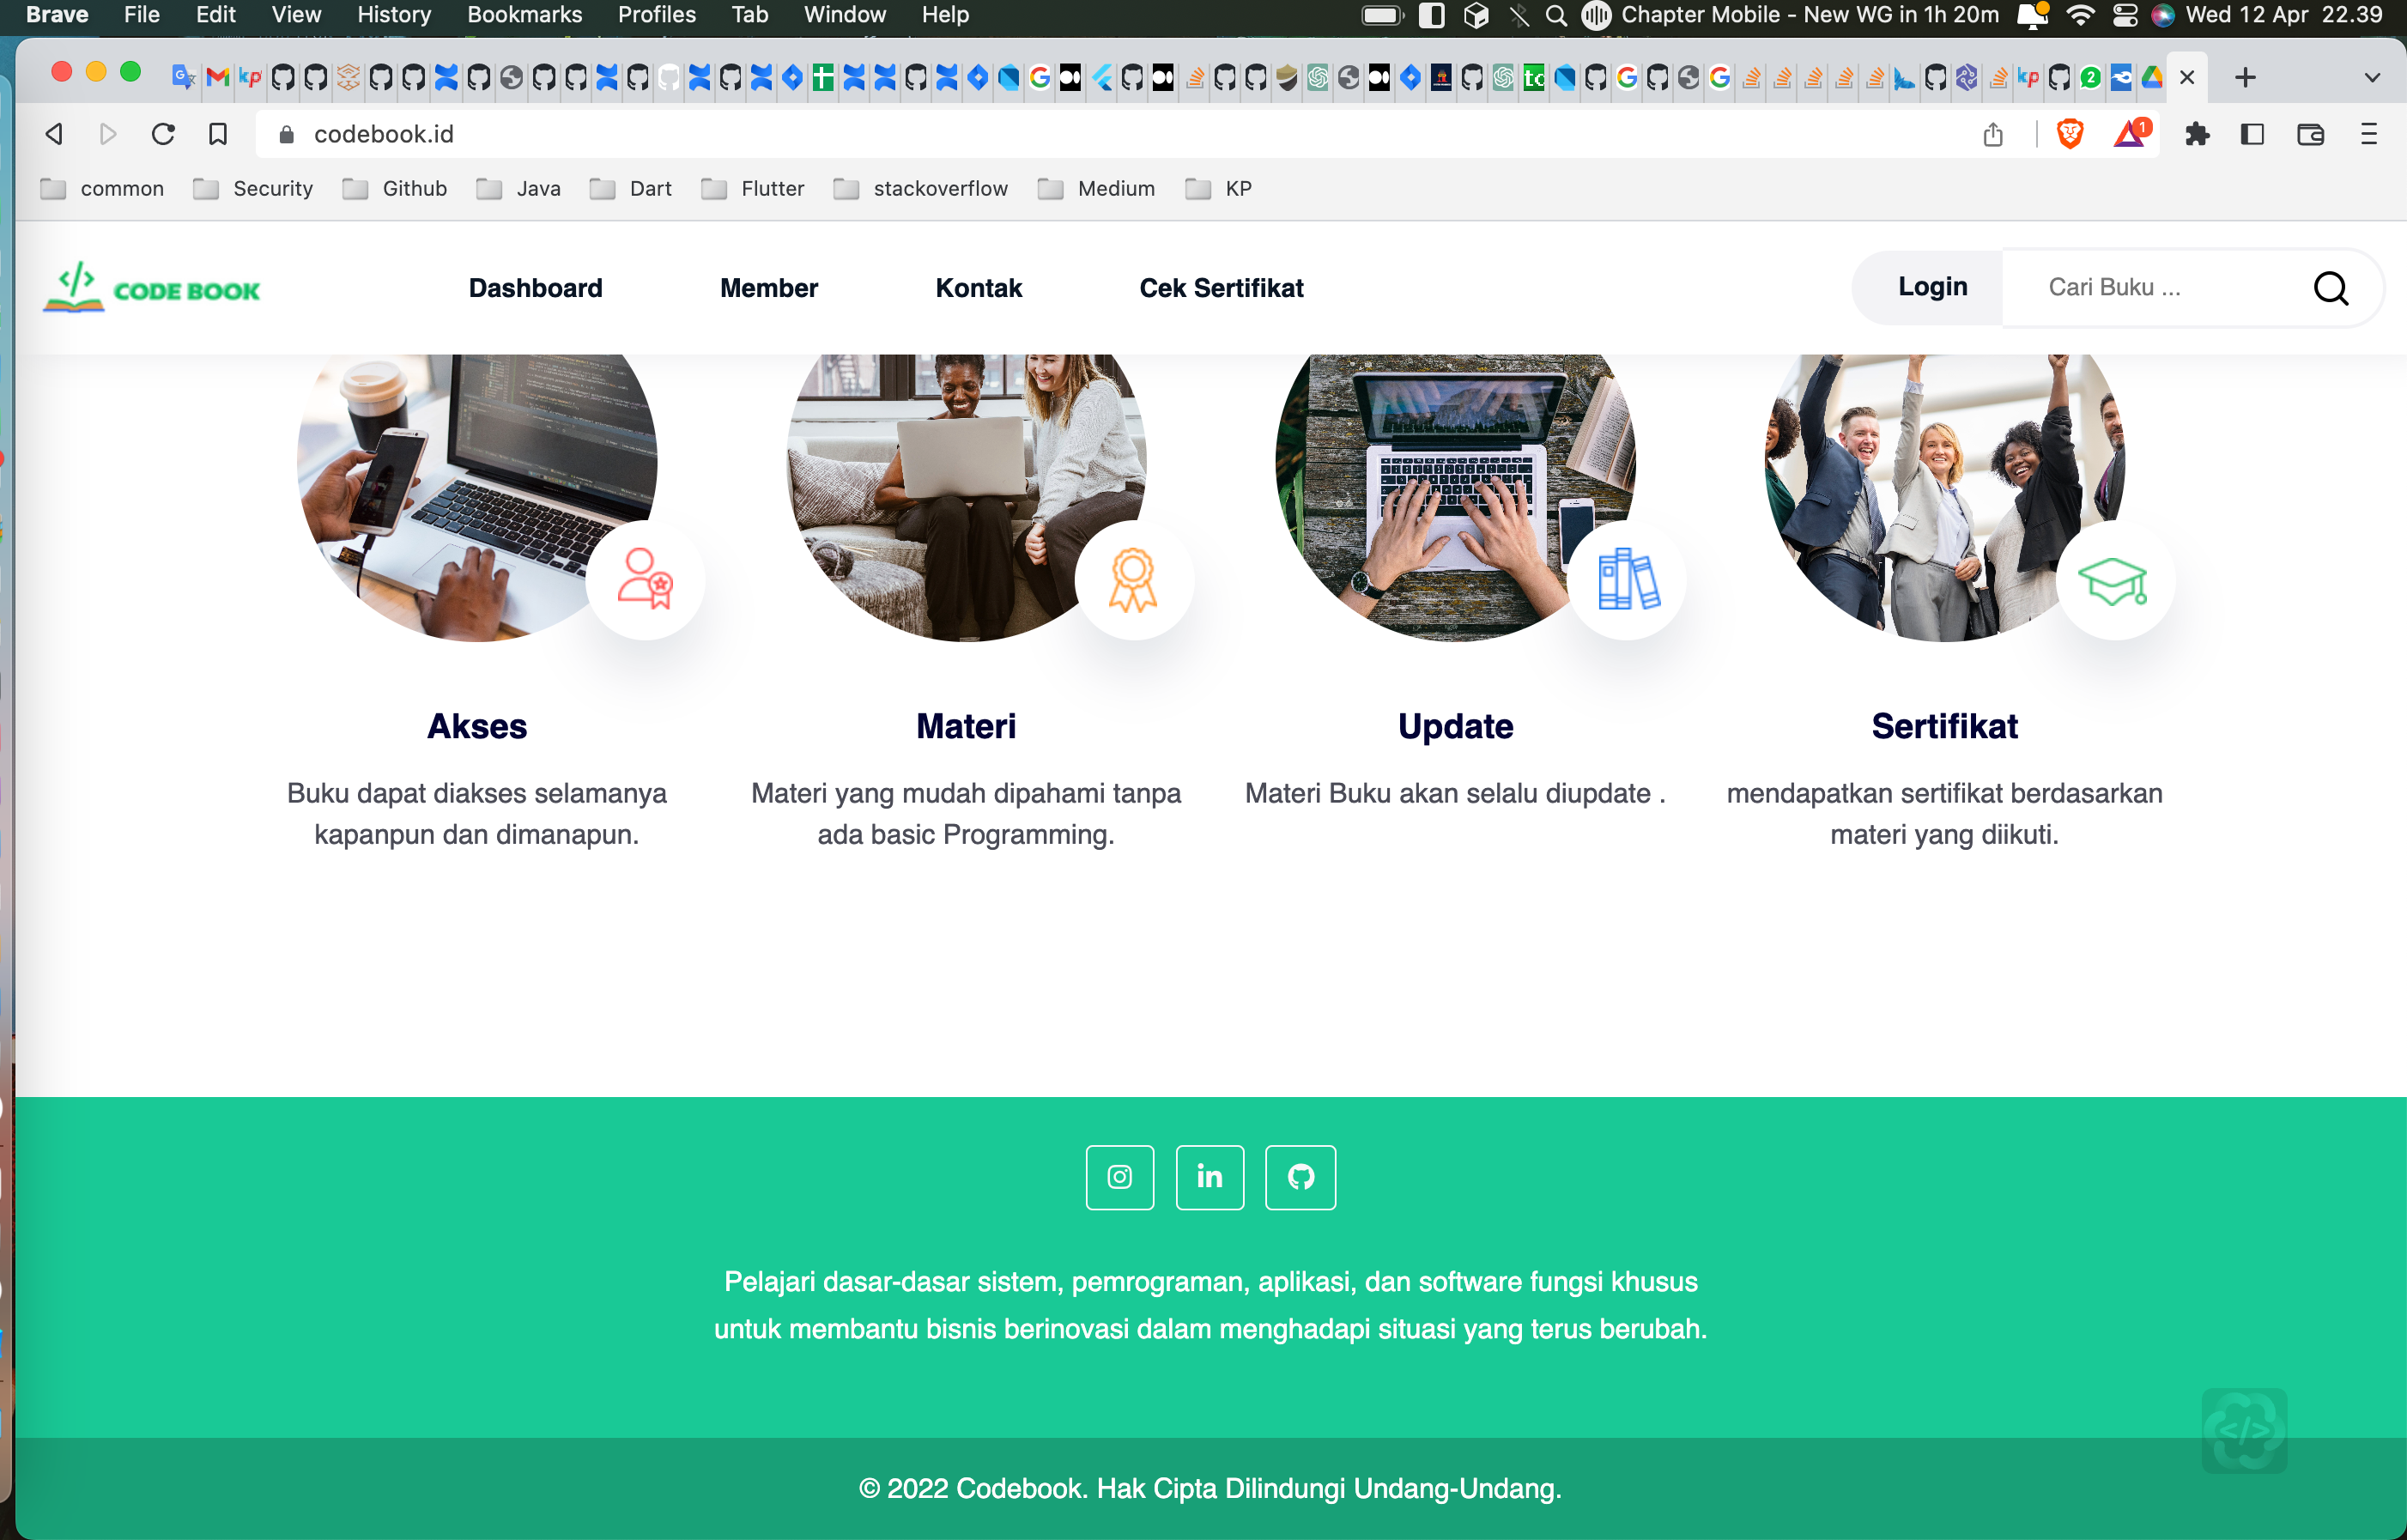 Brave File Edit View History Bookmarks Profiles Tab Window Help Chapter Mobile - New WG in 1h 20m Wed 12 Apr 22.39
codebook.id 1
common Security Github Java Dart Flutter stackoverflow Medium KP
CODE BOOK Dashboard Member Kontak Cek Sertifikat Login Cari Buku ...
Akses
Buku dapat diakses selamanya
kapanpun dan dimanapun.
Materi
Materi yang mudah dipahami tanpa
ada basic Programming.
Update
Materi Buku akan selalu diupdate .
Sertifikat
mendapatkan sertifikat berdasarkan
materi yang diikuti.
in
Pelajari dasar-dasar sistem, pemrograman, aplikasi, dan software fungsi khusus
untuk membantu bisnis berinovasi dalam menghadapi situasi yang terus berubah.
© 2022 Codebook. Hak Cipta Dilindungi Undang-Undang.